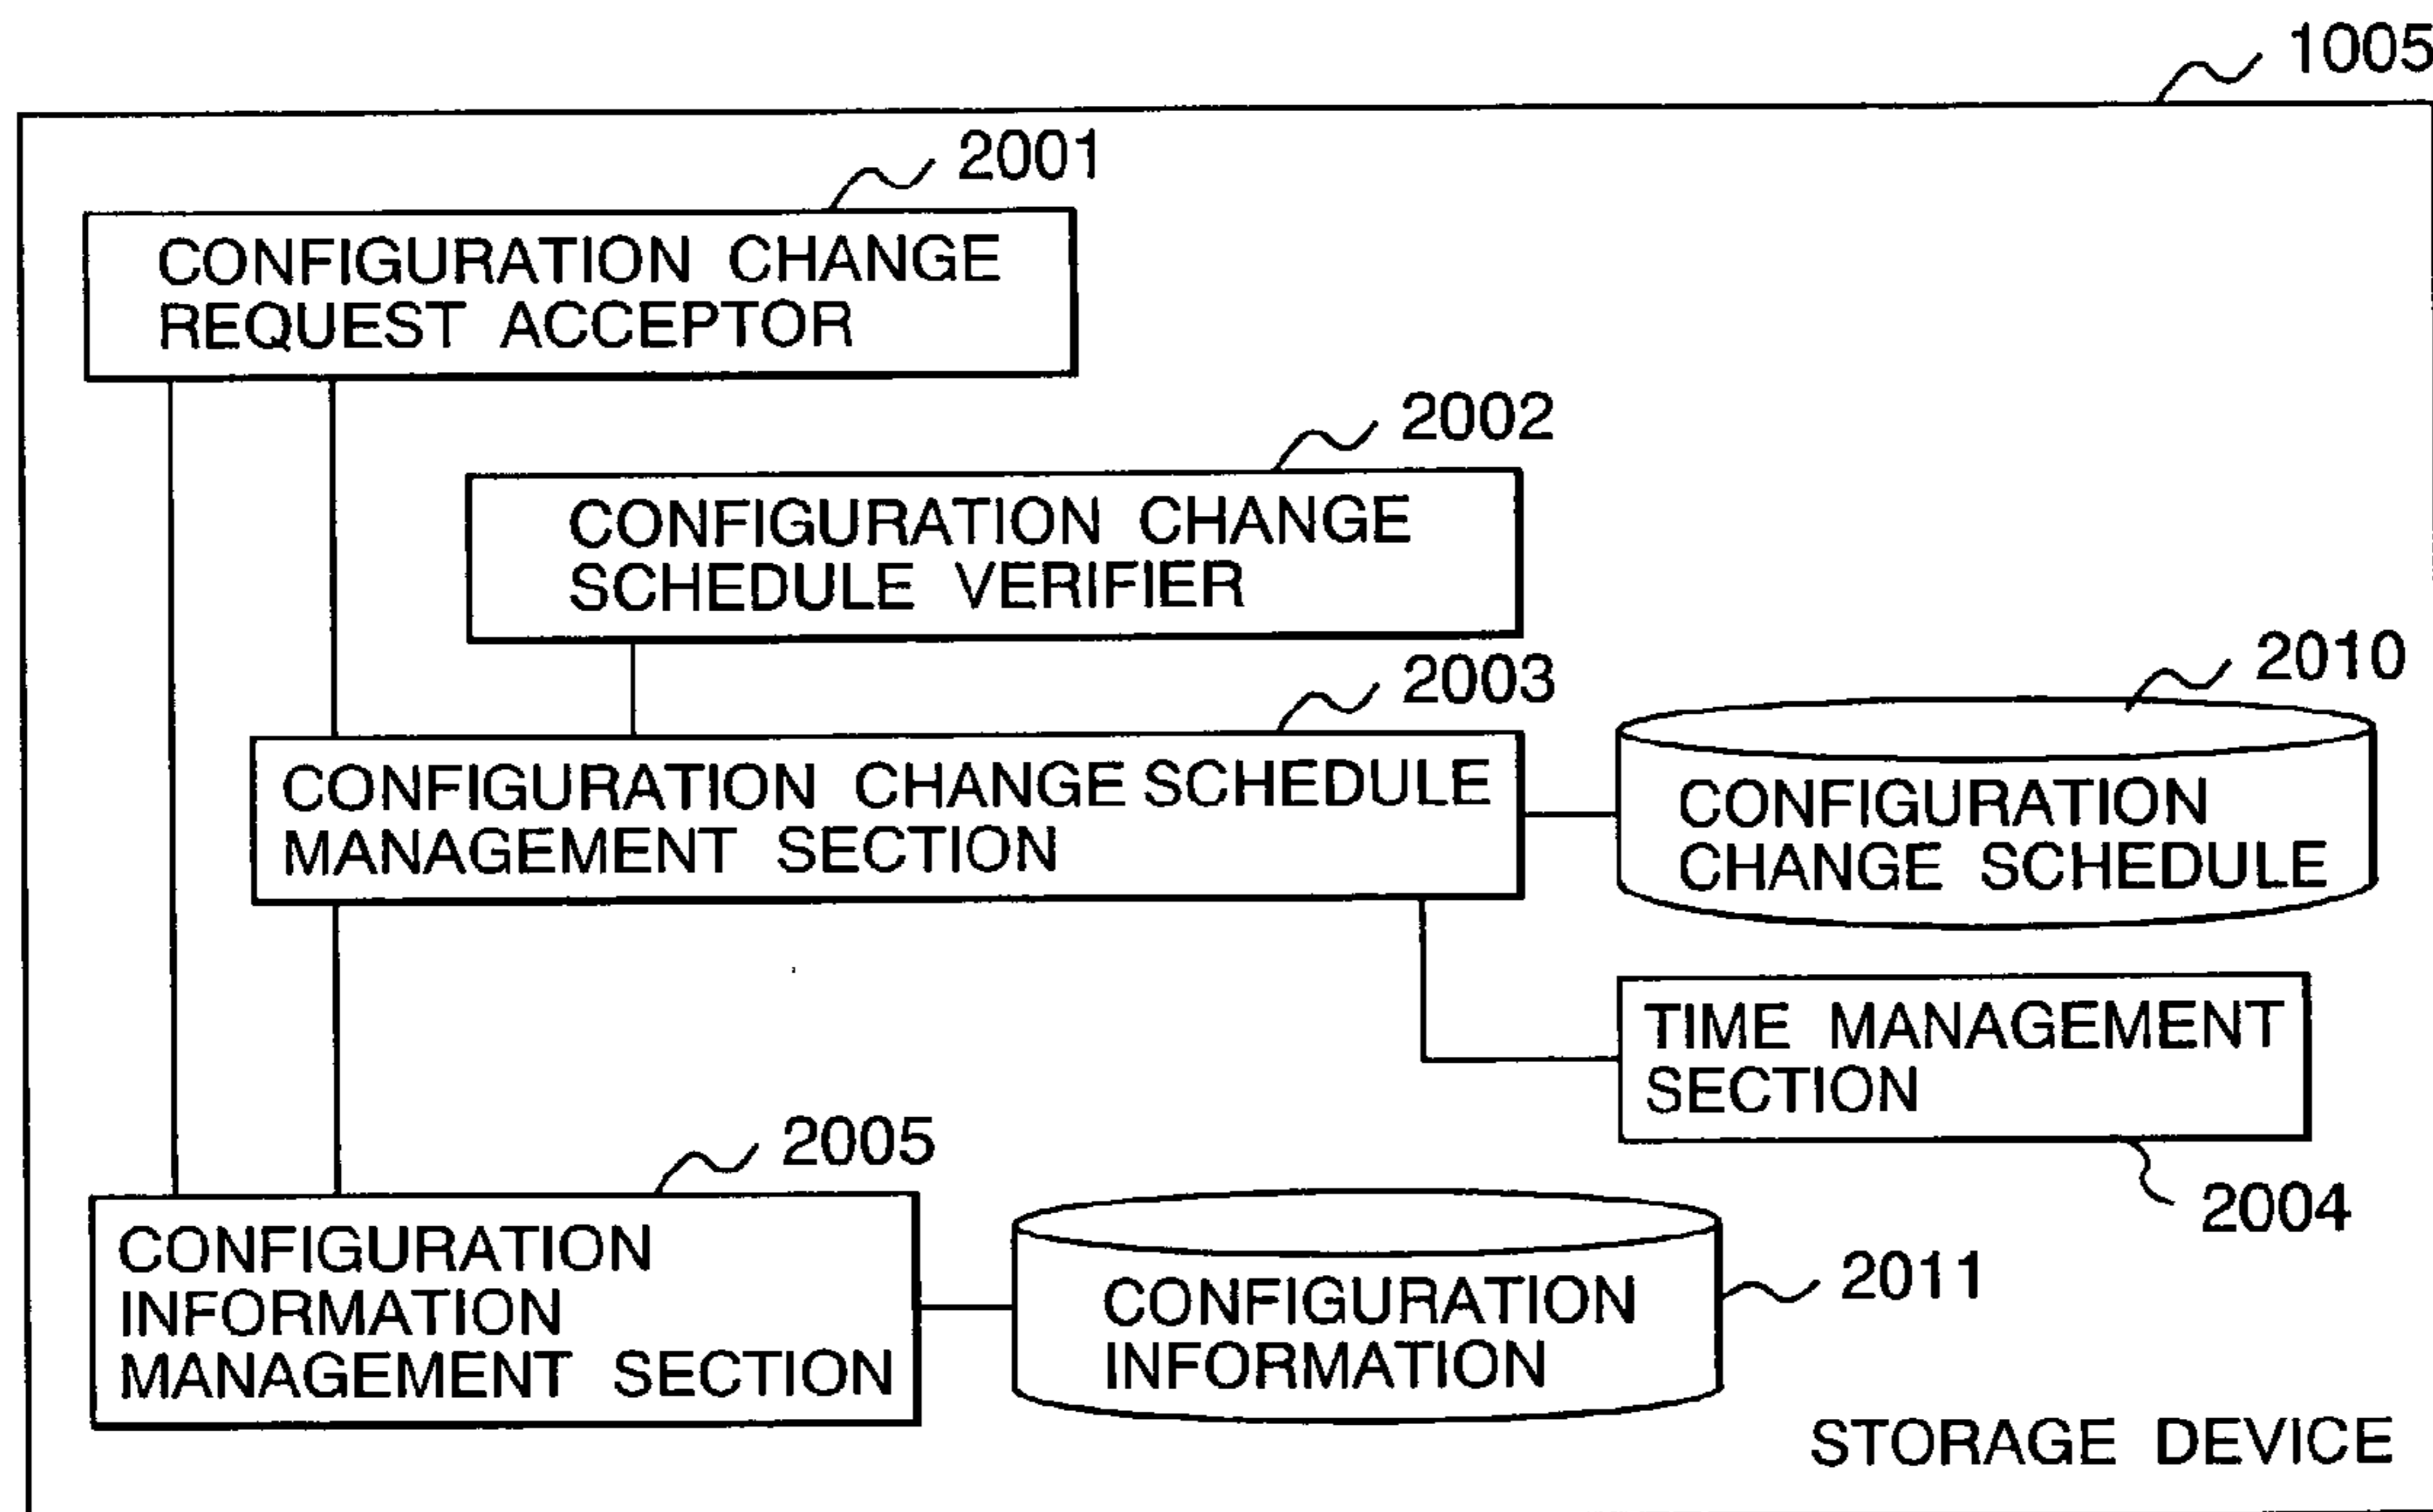 1005
2001
CONFIGURATION CHANGE
REQUEST ACCEPTOR
2002
CONFIGURATION CHANGE
SCHEDULE VERIFIER
2003
CONFIGURATION CHANGE SCHEDULE
MANAGEMENT SECTION
2010
CONFIGURATION
CHANGE SCHEDULE
TIME MANAGEMENT
SECTION
2004
2005
CONFIGURATION
INFORMATION
MANAGEMENT SECTION
CONFIGURATION
INFORMATION
2011
STORAGE DEVICE